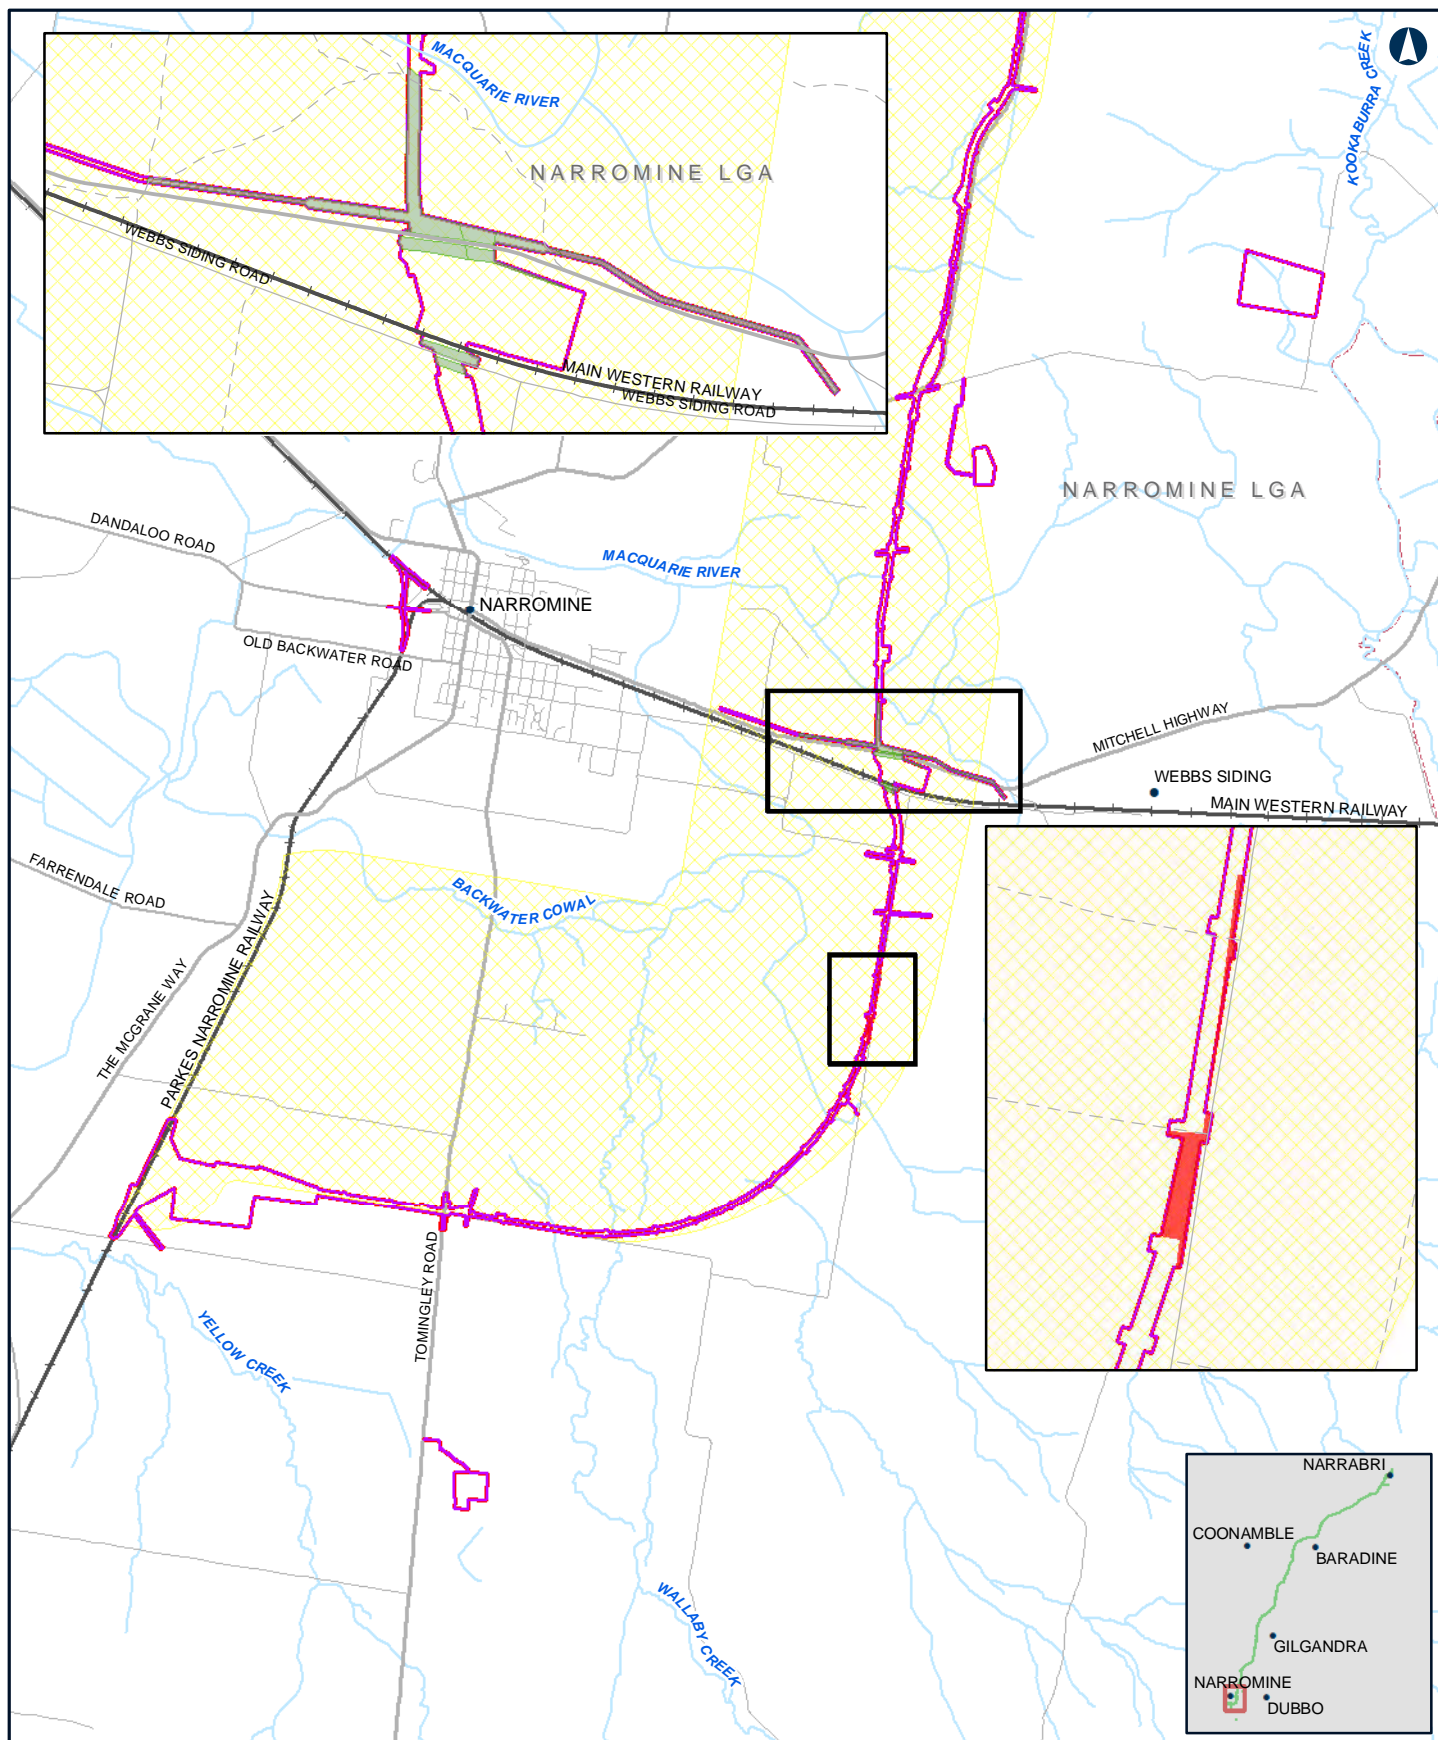 MACQUARIE RIVER
KOOKABURRA CREEK
NARROMINE LGA
WEBBS SIDING ROAD
MAIN WESTERN RAILWAY
WEBBS SIDING ROAD
NARROMINE LGA
DANDALOO ROAD
MACQUARIE RIVER
NARROMINE
OLD BACKWATER ROAD
MITCHELL HIGHWAY
WEBBS SIDING
MAIN WESTERN RAILWAY
FARRENDALE ROAD
BACKWATER COWAL
THE MCGRANE WAY
PARKES NARROMINE RAILWAY
TOMINGLEY ROAD
YELLOW CREEK
WALLABY CREEK
NARRABRI
COONAMBLE
BARADINE
GILGANDRA
NARROMINE
DUBBO